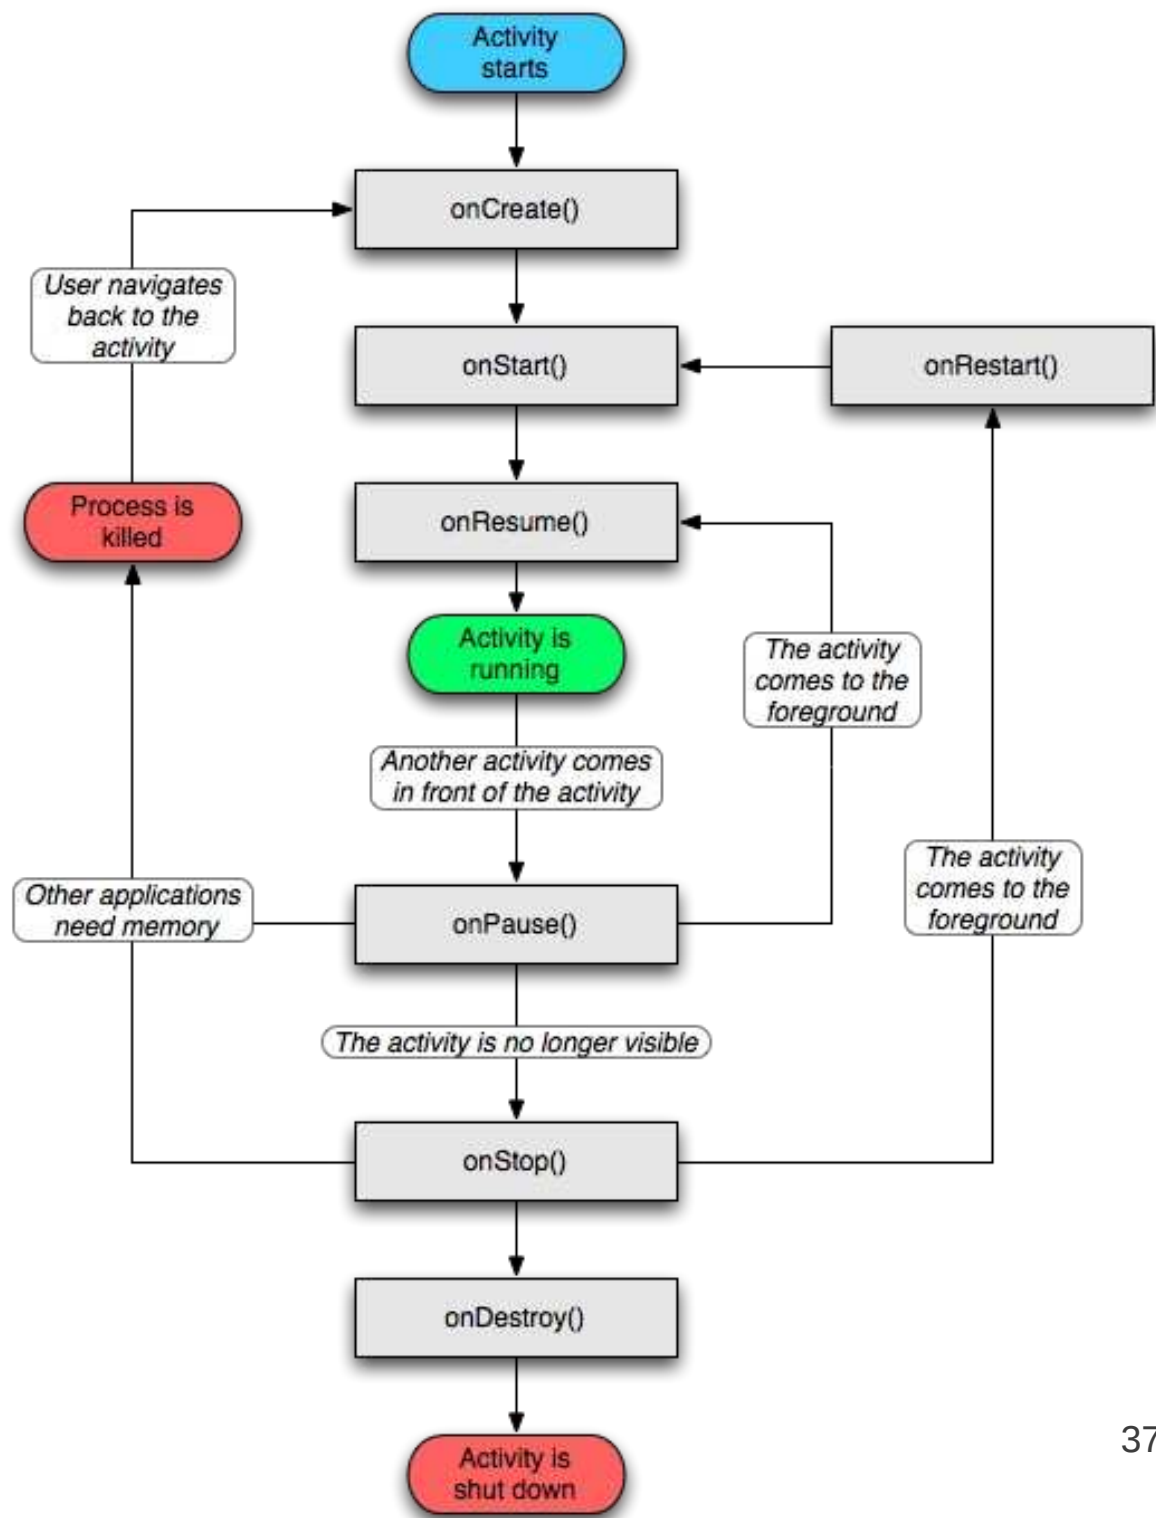 Activity
starts
onCreate()
User navigates
back to the
activity
onStart()
onRestart()
Process is
killed
onResume()
Activity is
running
The activity
comes to the
foreground
Another activity comes
in front of the activity
The activity
comes to the
foreground
Other applications
need memory
onPause()
The activity is no longer visible
onStop()
onDestroy()
Activity is
shut down
37